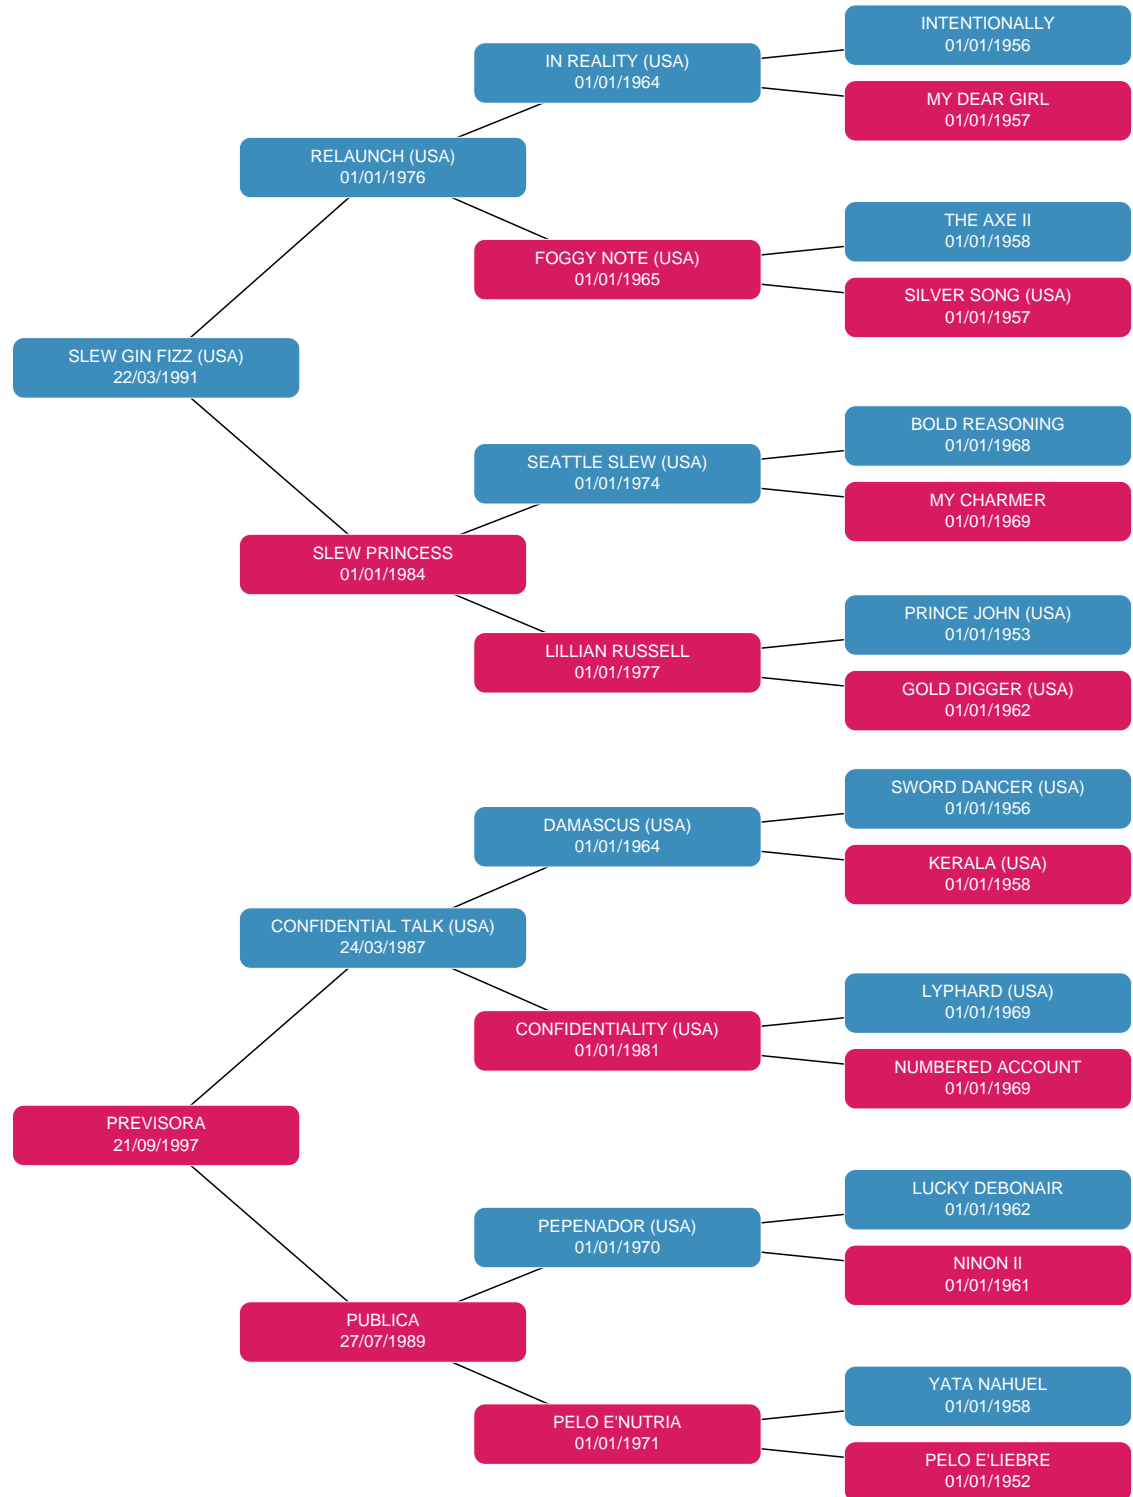 INTENTIONALLY
01/01/1956
IN REALITY (USA)
01/01/1964
MY DEAR GIRL
01/01/1957
RELAUNCH (USA)
01/01/1976
THE AXE II
01/01/1958
FOGGY NOTE (USA)
01/01/1965
SILVER SONG (USA)
01/01/1957
SLEW GIN FIZZ (USA)
22/03/1991
BOLD REASONING
01/01/1968
SEATTLE SLEW (USA)
01/01/1974
MY CHARMER
01/01/1969
SLEW PRINCESS
01/01/1984
PRINCE JOHN (USA)
01/01/1953
LILLIAN RUSSELL
01/01/1977
GOLD DIGGER (USA)
01/01/1962
SWORD DANCER (USA)
01/01/1956
DAMASCUS (USA)
01/01/1964
KERALA (USA)
01/01/1958
CONFIDENTIAL TALK (USA)
24/03/1987
LYPHARD (USA)
01/01/1969
CONFIDENTIALITY (USA)
01/01/1981
NUMBERED ACCOUNT
01/01/1969
PREVISORA
21/09/1997
LUCKY DEBONAIR
01/01/1962
PEPENADOR (USA)
01/01/1970
NINON II
01/01/1961
PUBLICA
27/07/1989
YATA NAHUEL
01/01/1958
PELO E'NUTRIA
01/01/1971
PELO E'LIEBRE
01/01/1952